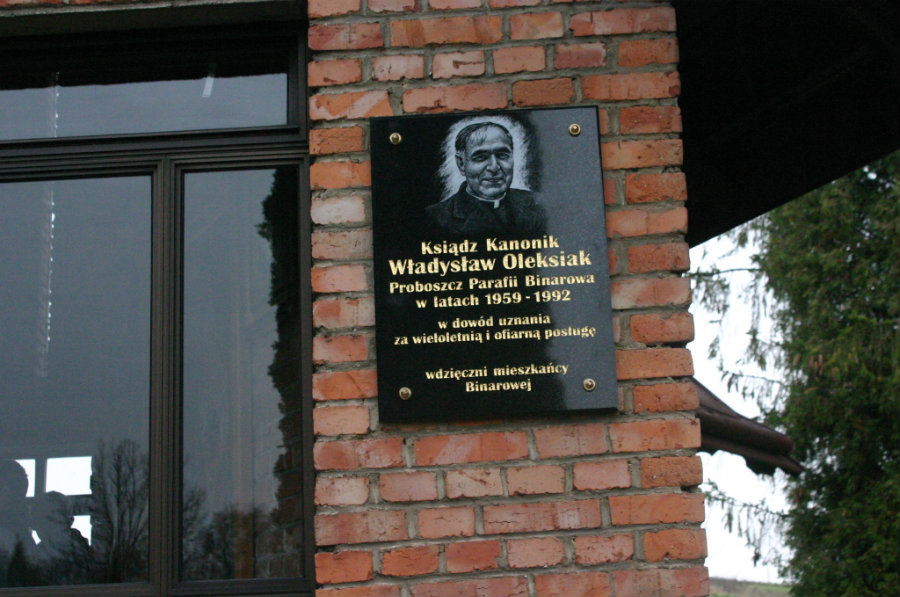 Ksiądz Kanonik
Władysław Oleksiak
Proboszcz Parafii Binarowa
w latach 1959 - 1992
w dowód uznania
za wieloletnią i ofiarną posługę
wdzięczni mieszkańcy
Binarowej